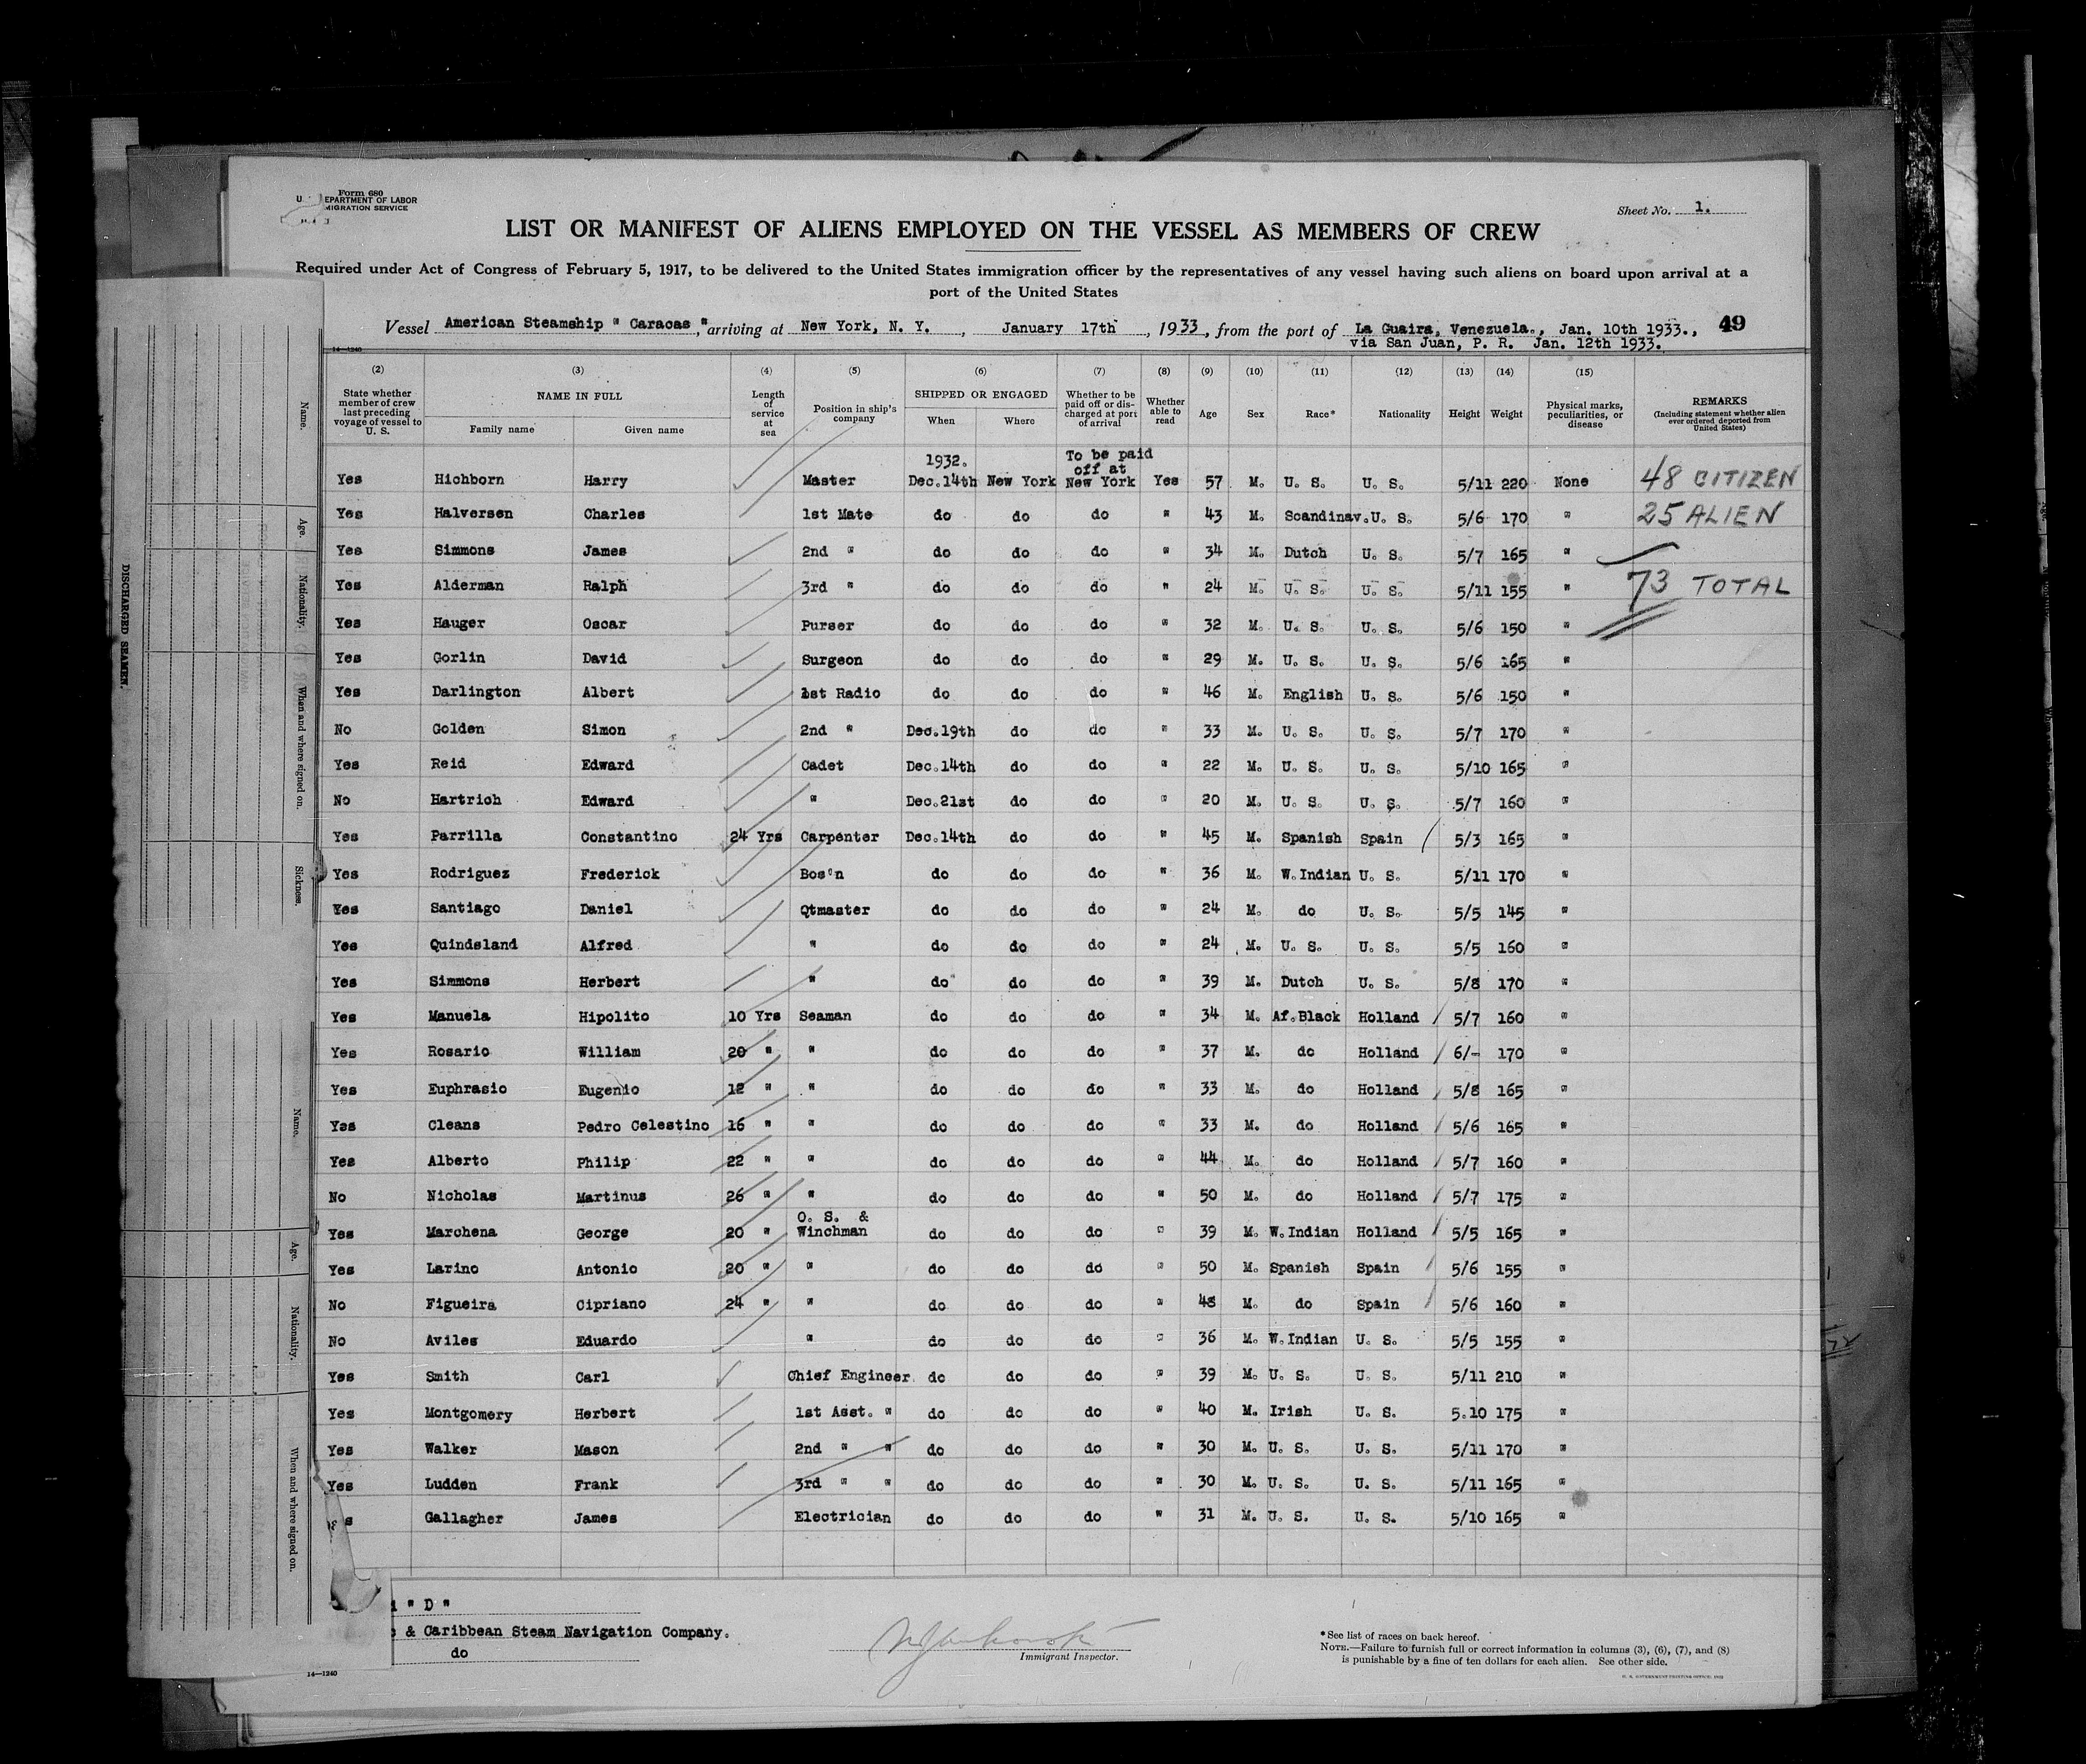 Form 680
U EPARTMENT OF LABOR
MIGRATION SERVICE
Sheet No. 1.
LIST OR MANIFEST OF ALIENS EMPLOYED ON THE VESSEL AS MEMBERS OF CREW
Required under Act of Congress of February 5, 1917, to be delivered to the United States immigration officer by the representatives of any vessel having such aliens on board upon arrival at a
port of the United States
Vessel American Steamship " Caracas ", arriving at New York, N. Y., January 17th, 1933, from the port of La Guaira, Venezuela., Jan. 10th 1933., 49
via San Juan, P. R. Jan. 12th 1933.
14—1240
(2) (3) (4) (5) (6) (7) (8) (9) (10) (11) (12) (13) (14) (15)
State whether member of crew last preceding voyage of vessel to U. S. NAME IN FULL Family name Given name Length of service at sea Position in ship's company SHIPPED OR ENGAGED When Where Whether to be paid off or discharged at port of arrival Whether able to read Age Sex Race* Nationality Height Weight Physical marks, peculiarities, or disease REMARKS (Including statement whether alien ever ordered deported from United States)
1932. To be paid off at
Yes Hichborn Harry Master Dec.14th New York New York Yes 57 M. U. S. U. S. 5/11 220 None 48 CITIZEN
Yes Halversen Charles 1st Mate do do do " 43 M. Scandinav. U. S. 5/6 170 " 25 ALIEN
Yes Simmons James 2nd " do do do " 34 M. Dutch U. S. 5/7 165 "
Yes Alderman Ralph 3rd " do do do " 24 M. U. S. U. S. 5/11 155 " 73 TOTAL
Yes Hauger Oscar Purser do do do " 32 M. U. S. U. S. 5/6 150 "
Yes Gorlin David Surgeon do do do " 29 M. U. S. U. S. 5/6 165 "
Yes Darlington Albert 1st Radio do do do " 46 M. English U. S. 5/6 150 "
No Golden Simon 2nd " Dec.19th do do " 33 M. U. S. U. S. 5/7 170 "
Yes Reid Edward Cadet Dec.14th do do " 22 M. U. S. U. S. 5/10 165 "
No Hartrich Edward " Dec.21st do do " 20 M. U. S. U. S. 5/7 160 "
Yes Parrilla Constantino 24 Yrs Carpenter Dec.14th do do " 45 M. Spanish Spain 5/3 165 "
Yes Rodriguez Frederick Bos'n do do do " 36 M. W.Indian U. S. 5/11 170 "
Yes Santiago Daniel Qtmaster do do do " 24 M. do U. S. 5/5 145 "
Yes Quindsland Alfred " do do do " 24 M. U. S. U. S. 5/5 160 "
Yes Simmons Herbert " do do do " 39 M. Dutch U. S. 5/8 170 "
Yes Manuela Hipolito 10 Yrs Seaman do do do " 34 M. Af.Black Holland 5/7 160 "
Yes Rosario William 20 " " do do do " 37 M. do Holland 6/- 170 "
Yes Euphrasio Eugenio 12 " " do do do " 33 M. do Holland 5/8 165 "
Yes Cleans Pedro Celestino 16 " " do do do " 33 M. do Holland 5/6 165 "
Yes Alberto Philip 22 " " do do do " 44 M. do Holland 5/7 160 "
No Nicholas Martinus 26 " " do do do " 50 M. do Holland 5/7 175 "
Yes Marchena George 20 " O. S. & Winchman do do do " 39 M. W.Indian Holland 5/5 165 "
Yes Larino Antonio 20 " " do do do " 50 M. Spanish Spain 5/6 155 "
No Figueira Cipriano 24 " " do do do " 48 M. do Spain 5/6 160 "
No Aviles Eduardo " do do do " 36 M. W.Indian U. S. 5/5 155 "
Yes Smith Carl Chief Engineer do do do " 39 M. U. S. U. S. 5/11 210 "
Yes Montgomery Herbert 1st Asst. " do do do " 40 M. Irish U. S. 5.10 175 "
Yes Walker Mason 2nd " " do do do " 30 M. U. S. U. S. 5/11 170 "
Yes Ludden Frank 3rd " " do do do " 30 M. U. S. U. S. 5/11 165 "
s Gallagher James Electrician do do do " 31 M. U. S. U. S. 5/10 165 "
" D "
& Caribbean Steam Navigation Company.
do
Immigrant Inspector.
*See list of races on back hereof.
NOTE.—Failure to furnish full or correct information in columns (3), (6), (7), and (8)
is punishable by a fine of ten dollars for each alien. See other side.
14—1240
DISCHARGED SEAMEN.
Name.
Age.
Nationality.
When and where signed on.
Sickness.
Name.
Age.
Nationality.
When and where signed on.